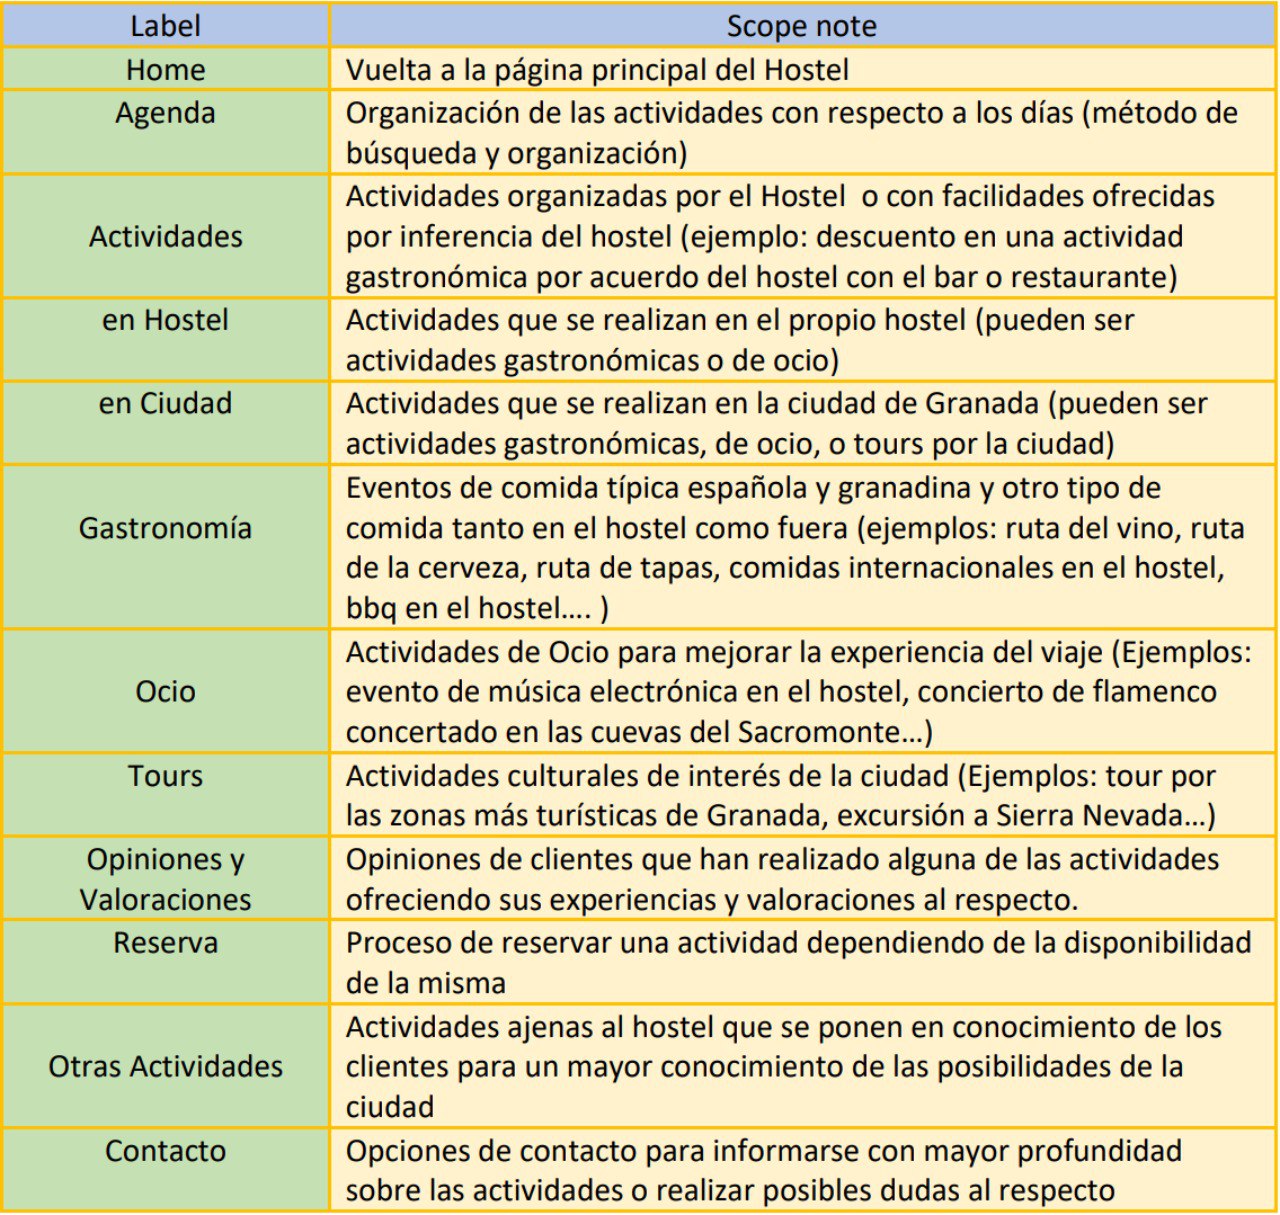 Label
Scope note
Home
Vuelta a la página principal del Hostel
Agenda
Organización de las actividades con respecto a los días (método de
búsqueda y organización)
Actividades
Actividades organizadas por el Hostel  o con facilidades ofrecidas
por inferencia del hostel (ejemplo: descuento en una actividad
gastronómica por acuerdo del hostel con el bar o restaurante)
en Hostel
Actividades que se realizan en el propio hostel (pueden ser
actividades gastronómicas o de ocio)
en Ciudad
Actividades que se realizan en la ciudad de Granada (pueden ser
actividades gastronómicas, de ocio, o tours por la ciudad)
Gastronomía
Eventos de comida típica española y granadina y otro tipo de
comida tanto en el hostel como fuera (ejemplos: ruta del vino, ruta
de la cerveza, ruta de tapas, comidas internacionales en el hostel,
bbq en el hostel…. )
Ocio
Actividades de Ocio para mejorar la experiencia del viaje (Ejemplos:
evento de música electrónica en el hostel, concierto de flamenco
concertado en las cuevas del Sacromonte…)
Tours
Actividades culturales de interés de la ciudad (Ejemplos: tour por
las zonas más turísticas de Granada, excursión a Sierra Nevada…)
Opiniones y
Valoraciones
Opiniones de clientes que han realizado alguna de las actividades
ofreciendo sus experiencias y valoraciones al respecto.
Reserva
Proceso de reservar una actividad dependiendo de la disponibilidad
de la misma
Otras Actividades
Actividades ajenas al hostel que se ponen en conocimiento de los
clientes para un mayor conocimiento de las posibilidades de la
ciudad
Contacto
Opciones de contacto para informarse con mayor profundidad
sobre las actividades o realizar posibles dudas al respecto